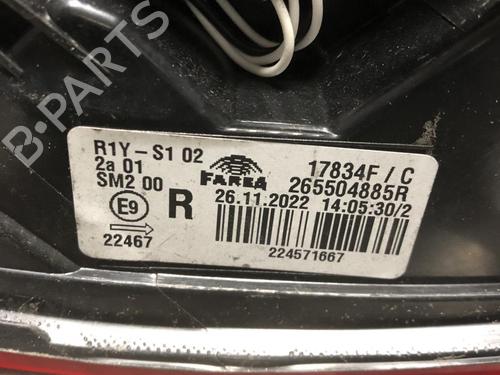 B-PARTS
R1Y-S1 02
2a 01
SM2 00
E9
22467
R
FARBA
17834F / C
265504885R
26.11.2022 14:05:30/2
224571667